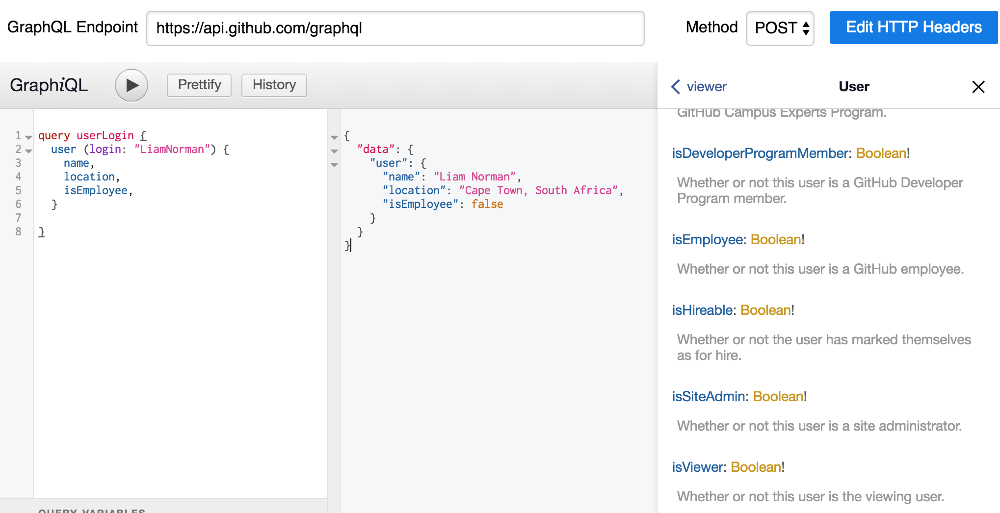 GraphQL Endpoint https://api.github.com/graphql Method POST Edit HTTP Headers
GraphiQL Prettify History
1 query userLogin {
2 user (login: "LiamNorman") {
3 name,
4 location,
5 isEmployee,
6 }
7
8 }
QUERY VARIABLES
{
"data": {
"user": {
"name": "Liam Norman",
"location": "Cape Town, South Africa",
"isEmployee": false
}
}
}
viewer User
GitHub Campus Experts Program.
isDeveloperProgramMember: Boolean!
Whether or not this user is a GitHub Developer
Program member.
isEmployee: Boolean!
Whether or not this user is a GitHub employee.
isHireable: Boolean!
Whether or not the user has marked themselves
as for hire.
isSiteAdmin: Boolean!
Whether or not this user is a site administrator.
isViewer: Boolean!
Whether or not this user is the viewing user.